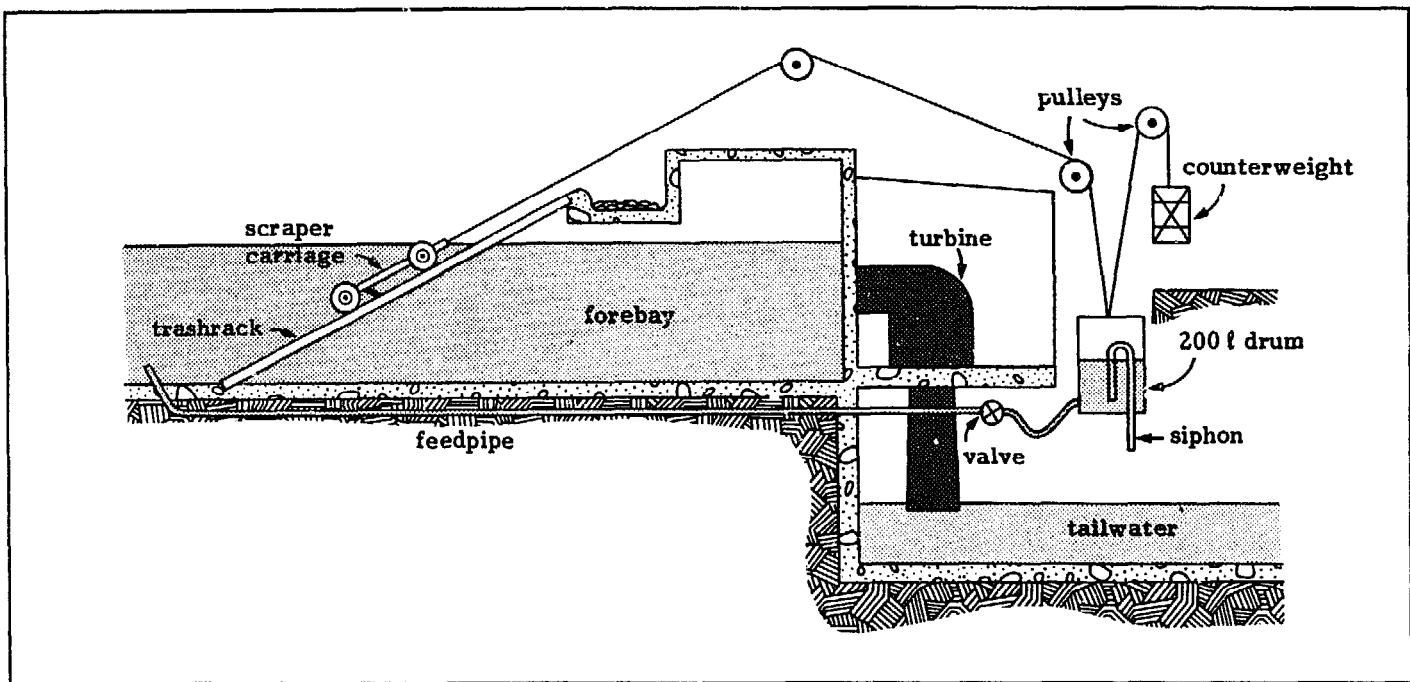 pulleys
counterweight
scraper
carriage
turbine
trashrack
forebay
200 ℓ drum
feedpipe
valve
siphon
tailwater